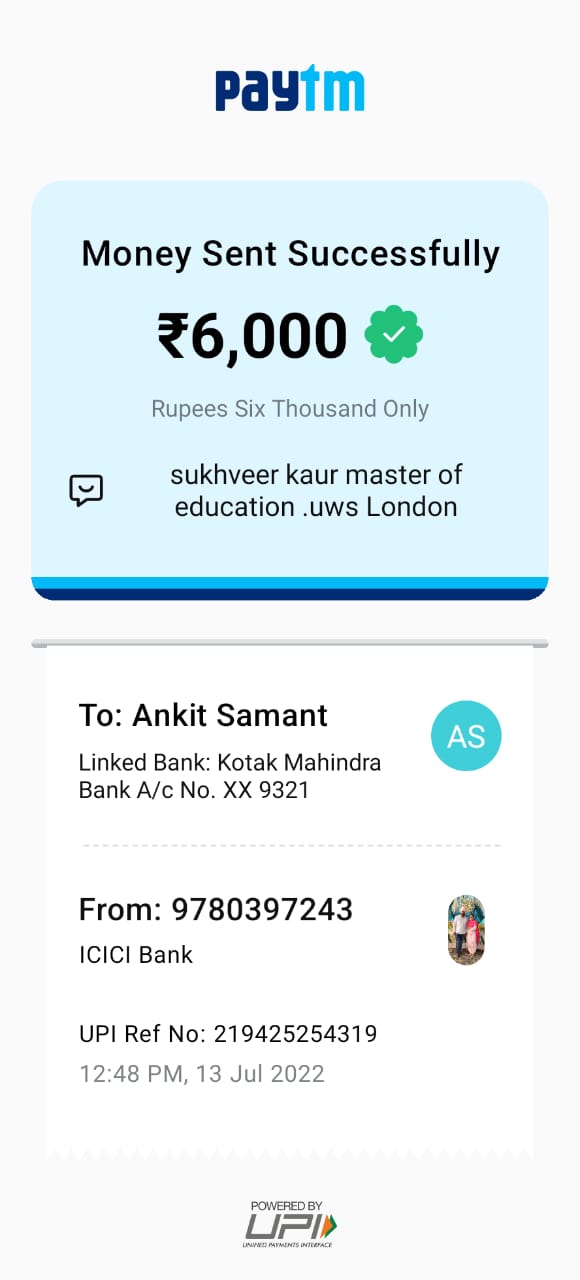 paytm
Money Sent Successfully
₹6,000
Rupees Six Thousand Only
sukhveer kaur master of
education .uws London
To: Ankit Samant
AS
Linked Bank: Kotak Mahindra
Bank A/c No. XX 9321
From: 9780397243
ICICI Bank
UPI Ref No: 219425254319
12:48 PM, 13 Jul 2022
POWERED BY
UPI
UNIFIED PAYMENTS INTERFACE